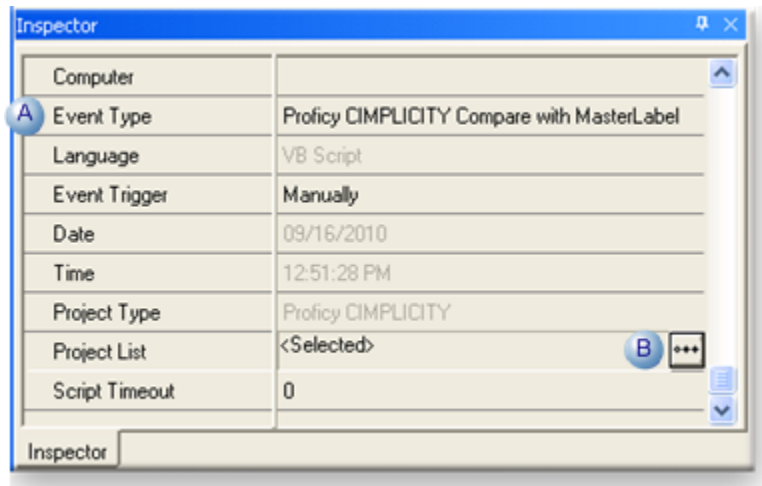 Inspector
Computer
A Event Type Proficy CIMPLICITY Compare with MasterLabel
Language VB Script
Event Trigger Manually
Date 09/16/2010
Time 12:51:28 PM
Project Type Proficy CIMPLICITY
Project List <Selected> B
Script Timeout 0
Inspector